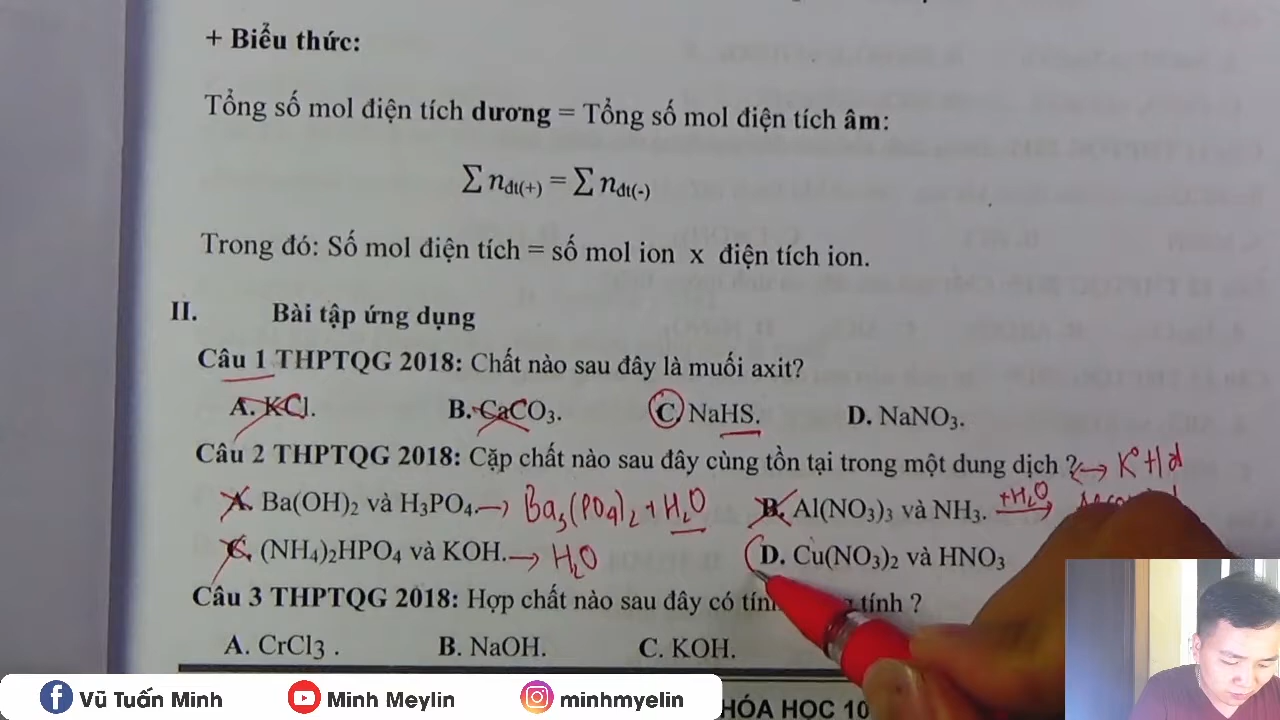 + Biểu thức:
Tổng số mol điện tích dương = Tổng số mol điện tích âm:
∑ nđt(+) = ∑ nđt(-)
Trong đó: Số mol điện tích = số mol ion x điện tích ion.
II. Bài tập ứng dụng
Câu 1 THPTQG 2018: Chất nào sau đây là muối axit?
A. KCl. B. CaCO3. C. NaHS. D. NaNO3.
Câu 2 THPTQG 2018: Cặp chất nào sau đây cùng tồn tại trong một dung dịch ? ↔ K°
A. Ba(OH)2 và H3PO4. → Ba3(PO4)2 + H2O B. Al(NO3)3 và NH3. +H2O →
C. (NH4)2HPO4 và KOH. → H2O D. Cu(NO3)2 và HNO3
Câu 3 THPTQG 2018: Hợp chất nào sau đây có tính ?
A. CrCl3 . B. NaOH. C. KOH.
Vũ Tuấn Minh Minh Meylin minhmyelin HÓA HỌC 10